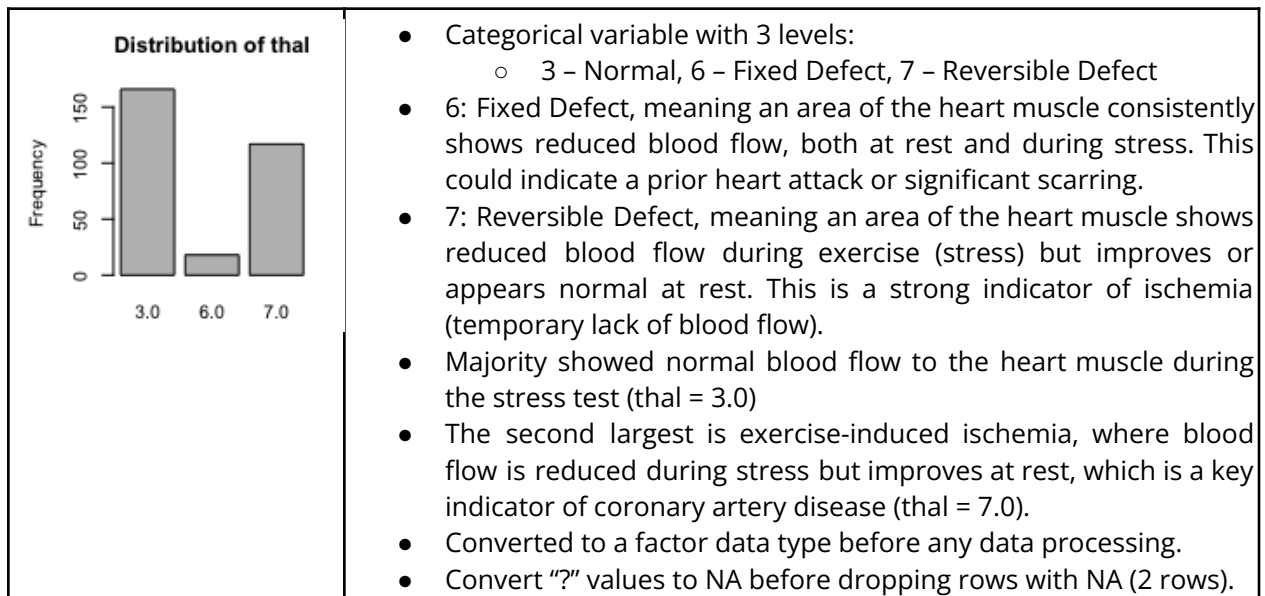 Distribution of thal
150
100
50
0
Frequency
3.0 6.0 7.0
● Categorical variable with 3 levels:
○ 3 – Normal, 6 – Fixed Defect, 7 – Reversible Defect
● 6: Fixed Defect, meaning an area of the heart muscle consistently
shows reduced blood flow, both at rest and during stress. This
could indicate a prior heart attack or significant scarring.
● 7: Reversible Defect, meaning an area of the heart muscle shows
reduced blood flow during exercise (stress) but improves or
appears normal at rest. This is a strong indicator of ischemia
(temporary lack of blood flow).
● Majority showed normal blood flow to the heart muscle during
the stress test (thal = 3.0)
● The second largest is exercise-induced ischemia, where blood
flow is reduced during stress but improves at rest, which is a key
indicator of coronary artery disease (thal = 7.0).
● Converted to a factor data type before any data processing.
● Convert “?” values to NA before dropping rows with NA (2 rows).